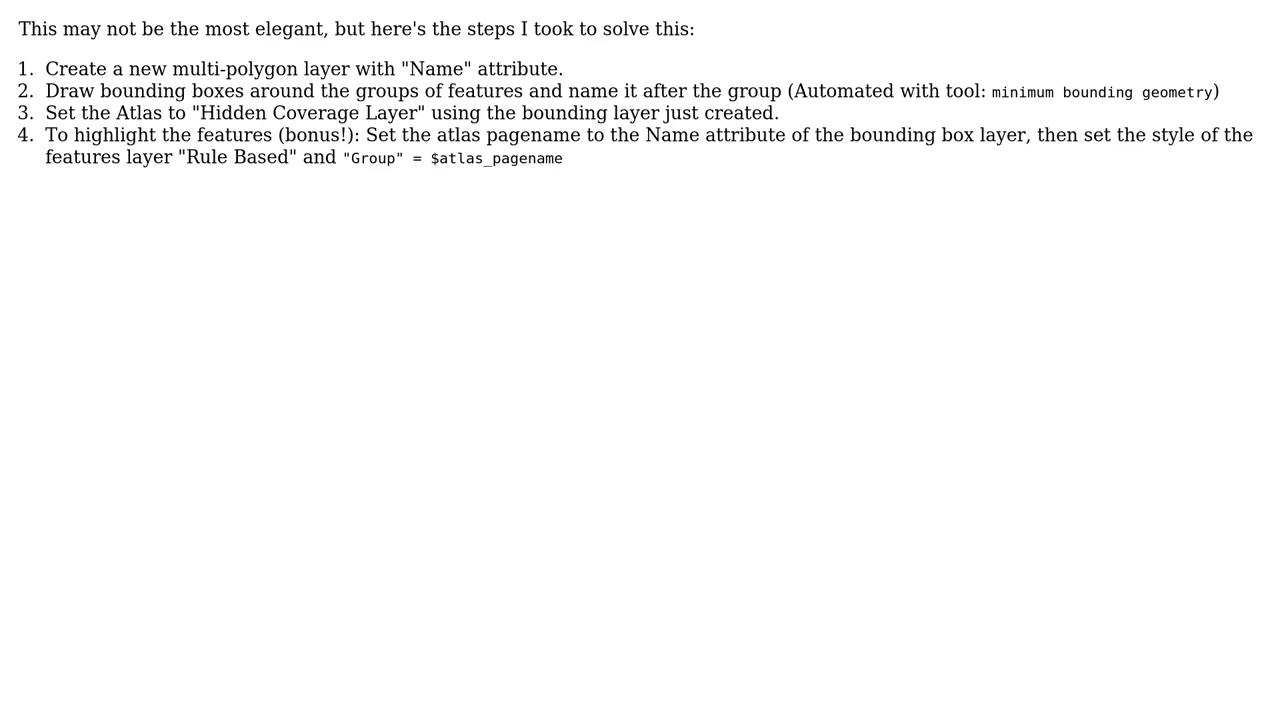 This may not be the most elegant, but here's the steps I took to solve this:
1. Create a new multi-polygon layer with "Name" attribute.
2. Draw bounding boxes around the groups of features and name it after the group (Automated with tool: minimum bounding geometry)
3. Set the Atlas to "Hidden Coverage Layer" using the bounding layer just created.
4. To highlight the features (bonus!): Set the atlas pagename to the Name attribute of the bounding box layer, then set the style of the
features layer "Rule Based" and "Group" = $atlas_pagename